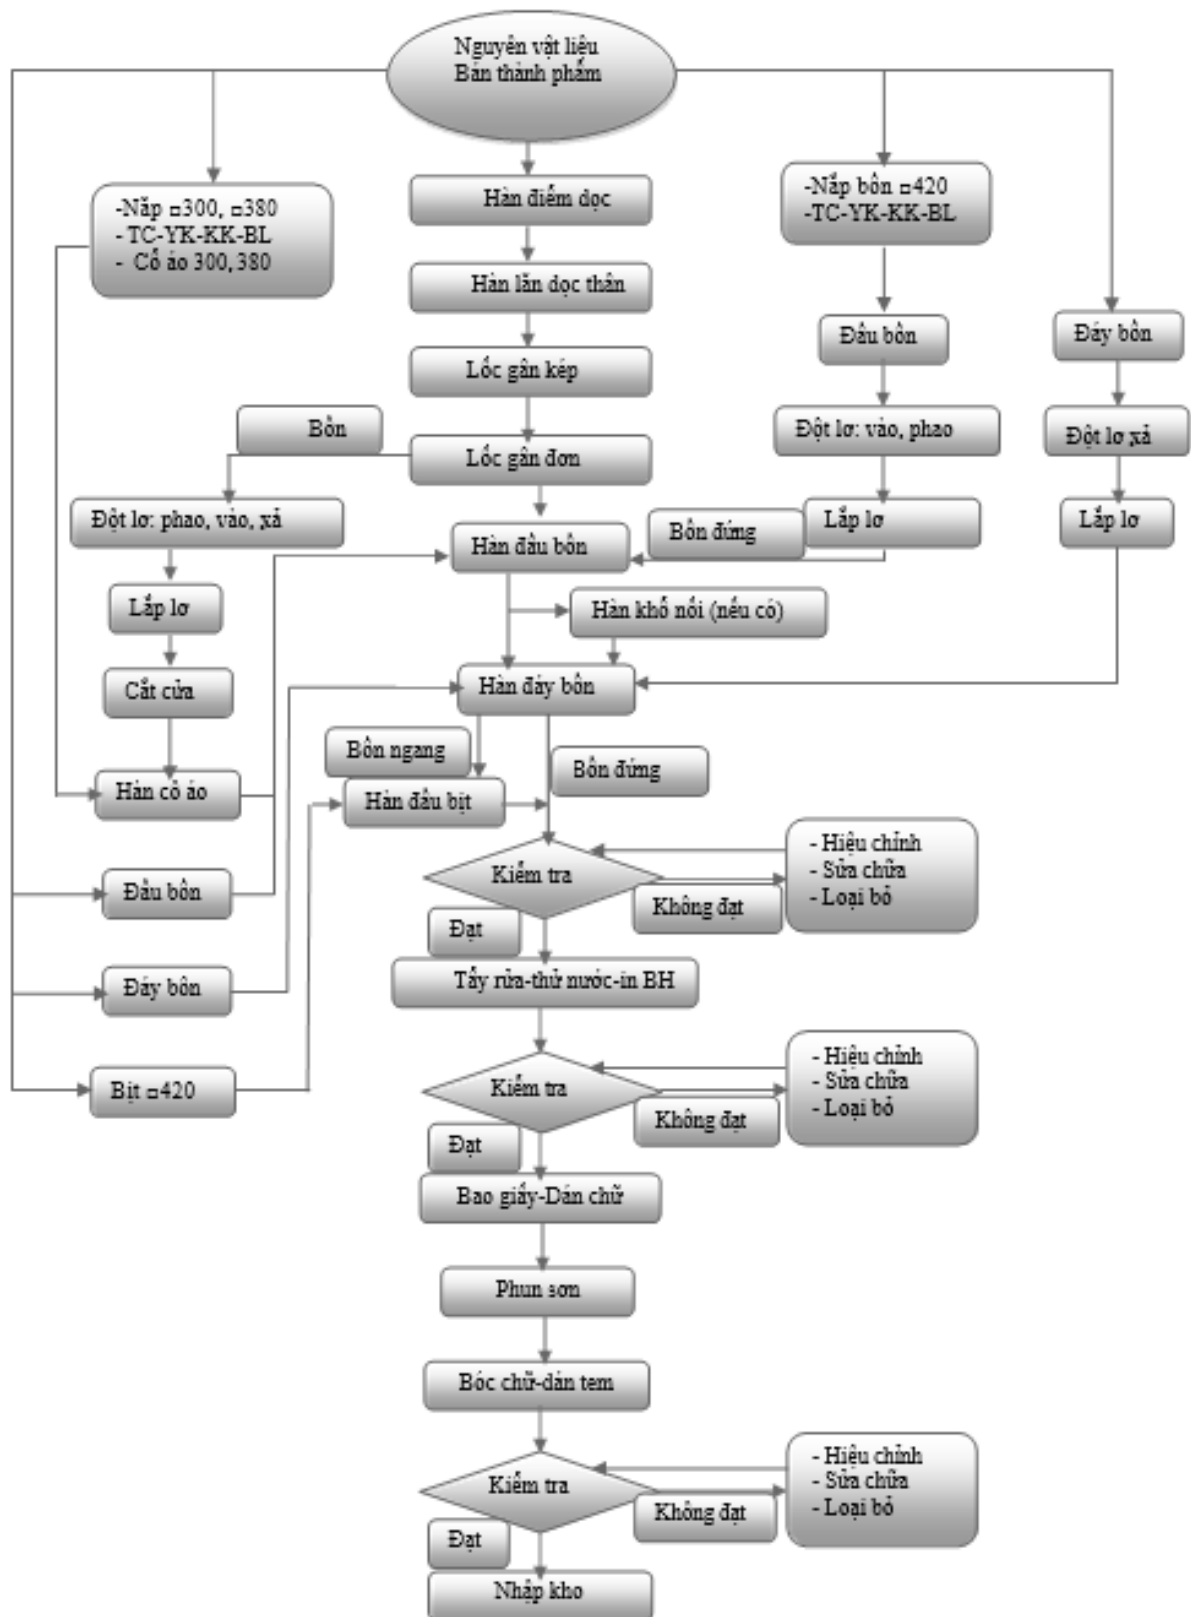 Nguyên vật liệu
Bán thành phẩm
-Nắp □300, □380
- TC-YK-KK-BL
- Cổ áo 300, 380
Hàn điểm dọc
-Nắp bồn □420
-TC-YK-KK-BL
Hàn lăn dọc thân
Đầu bồn
Đáy bồn
Lốc gân kép
Bồn
Lốc gân đơn
Đột lơ: vào, phao
Đột lơ xả
Đột lơ: phao, vào, xả
Hàn đầu bồn
Bồn đứng
Lắp lơ
Lắp lơ
Lắp lơ
Hàn khổ nối (nếu có)
Cắt cửa
Hàn đáy bồn
Bồn ngang
Bồn đứng
Hàn cổ áo
Hàn đầu bịt
Kiểm tra
- Hiệu chỉnh
- Sửa chữa
- Loại bỏ
Không đạt
Đầu bồn
Đạt
Đáy bồn
Tẩy rửa-thử nước-in BH
Bịt □420
Kiểm tra
- Hiệu chỉnh
- Sửa chữa
- Loại bỏ
Không đạt
Đạt
Bao giấy-Dán chữ
Phun sơn
Bóc chữ-dán tem
Kiểm tra
- Hiệu chỉnh
- Sửa chữa
- Loại bỏ
Không đạt
Đạt
Nhập kho